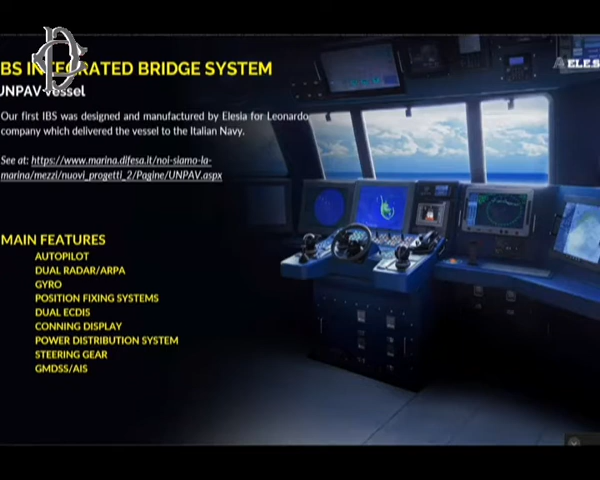 BS INTEGRATED BRIDGE SYSTEM
UNPAV vessel
Our first IBS was designed and manufactured by Elesia for Leonardo
company which delivered the vessel to the Italian Navy.
See at: https://www.marina.difesa.it/noi-siamo-la-
marina/mezzi/nuovi_progetti_2/Pagine/UNPAV.aspx
MAIN FEATURES
AUTOPILOT
DUAL RADAR/ARPA
GYRO
POSITION FIXING SYSTEMS
DUAL ECDIS
CONNING DISPLAY
POWER DISTRIBUTION SYSTEM
STEERING GEAR
GMDSS/AIS
ELES